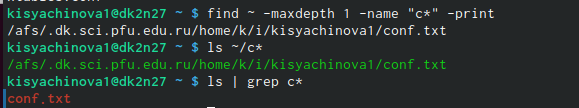 kisyachinova1@dk2n27 ~ $ find ~ -maxdepth 1 -name "c*" -print
/afs/.dk.sci.pfu.edu.ru/home/k/i/kisyachinova1/conf.txt
kisyachinova1@dk2n27 ~ $ ls ~/c*
/afs/.dk.sci.pfu.edu.ru/home/k/i/kisyachinova1/conf.txt
kisyachinova1@dk2n27 ~ $ ls | grep c*
conf.txt